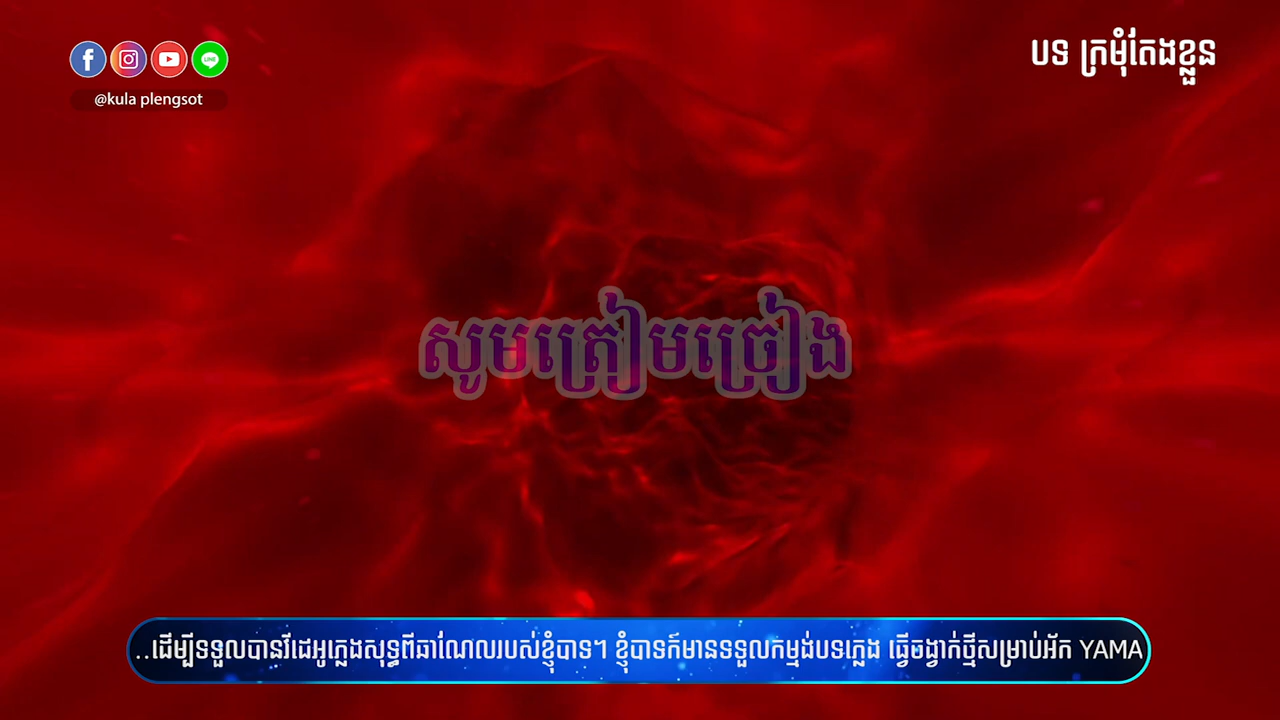 @kula plengsot
បទ ក្រមុំតែងខ្លួន
សូមត្រៀមច្រៀង
..ដើម្បីទទួលបានវីដេអូភ្លេងសុទ្ធពីឆាណែលរបស់ខ្ញុំបាទ។ ខ្ញុំបាទក៍មានទទួលកម្មង់បទភ្លេង ធ្វើចង្វាក់ថ្មីសម្រាប់អ័ក YAMA